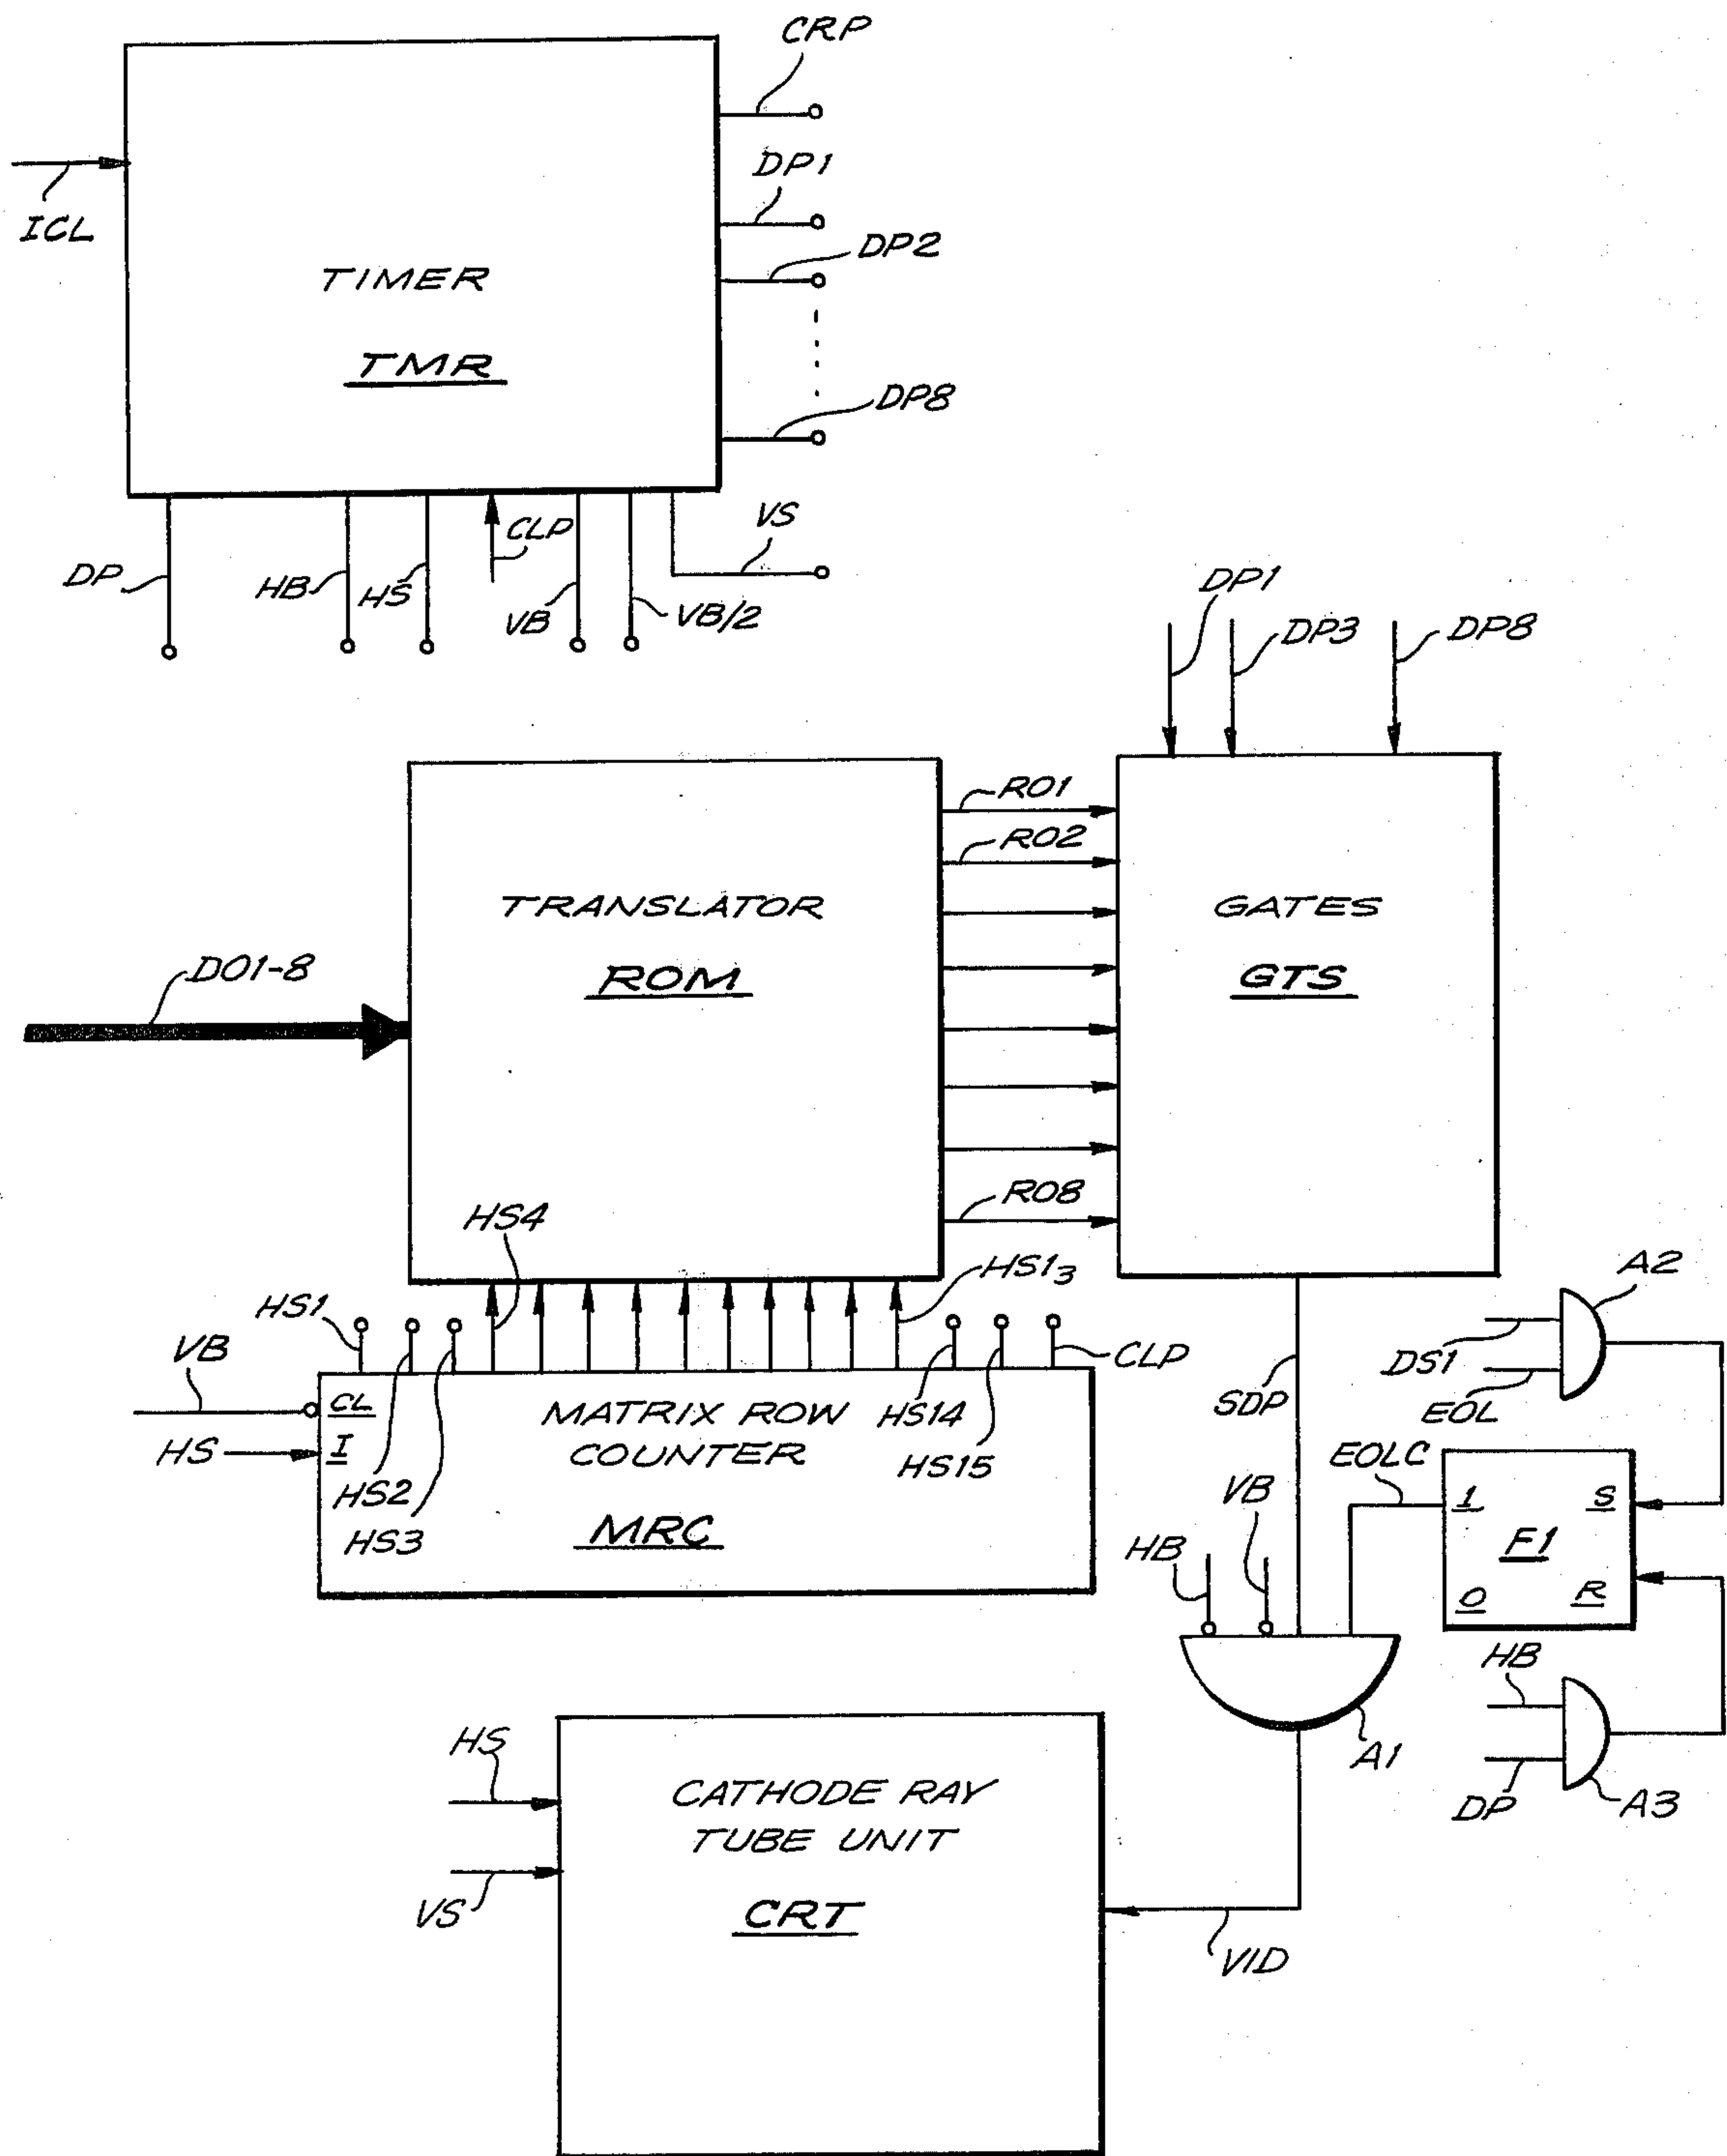 CRP
ICL
DP1
DP2
TIMER
TMR
DP8
DP
HB
HS
CLP
VB
VB/2
VS
DP1
DP3
DP8
DO1-8
TRANSLATOR
ROM
RO1
RO2
RO8
GATES
GTS
HS4
HS13
HS1
HS2
HS3
VB
HS
CL
I
MATRIX ROW
COUNTER
MRC
HS14
HS15
CLP
SDP
A2
DS1
EOL
EOLC
1
S
F1
O
R
HB
VB
A1
HB
DP
A3
HS
VS
CATHODE RAY
TUBE UNIT
CRT
VID